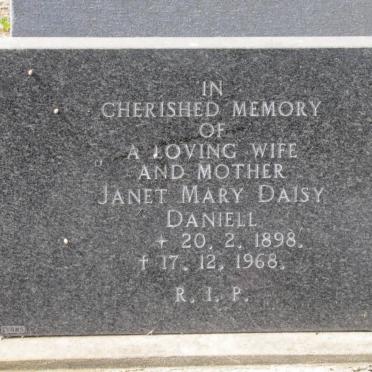 IN
CHERISHED MEMORY
OF
A LOVING WIFE
AND MOTHER
JANET MARY DAISY
DANIELL
+ 20. 2. 1898.
† 17. 12. 1968.
R. I. P.